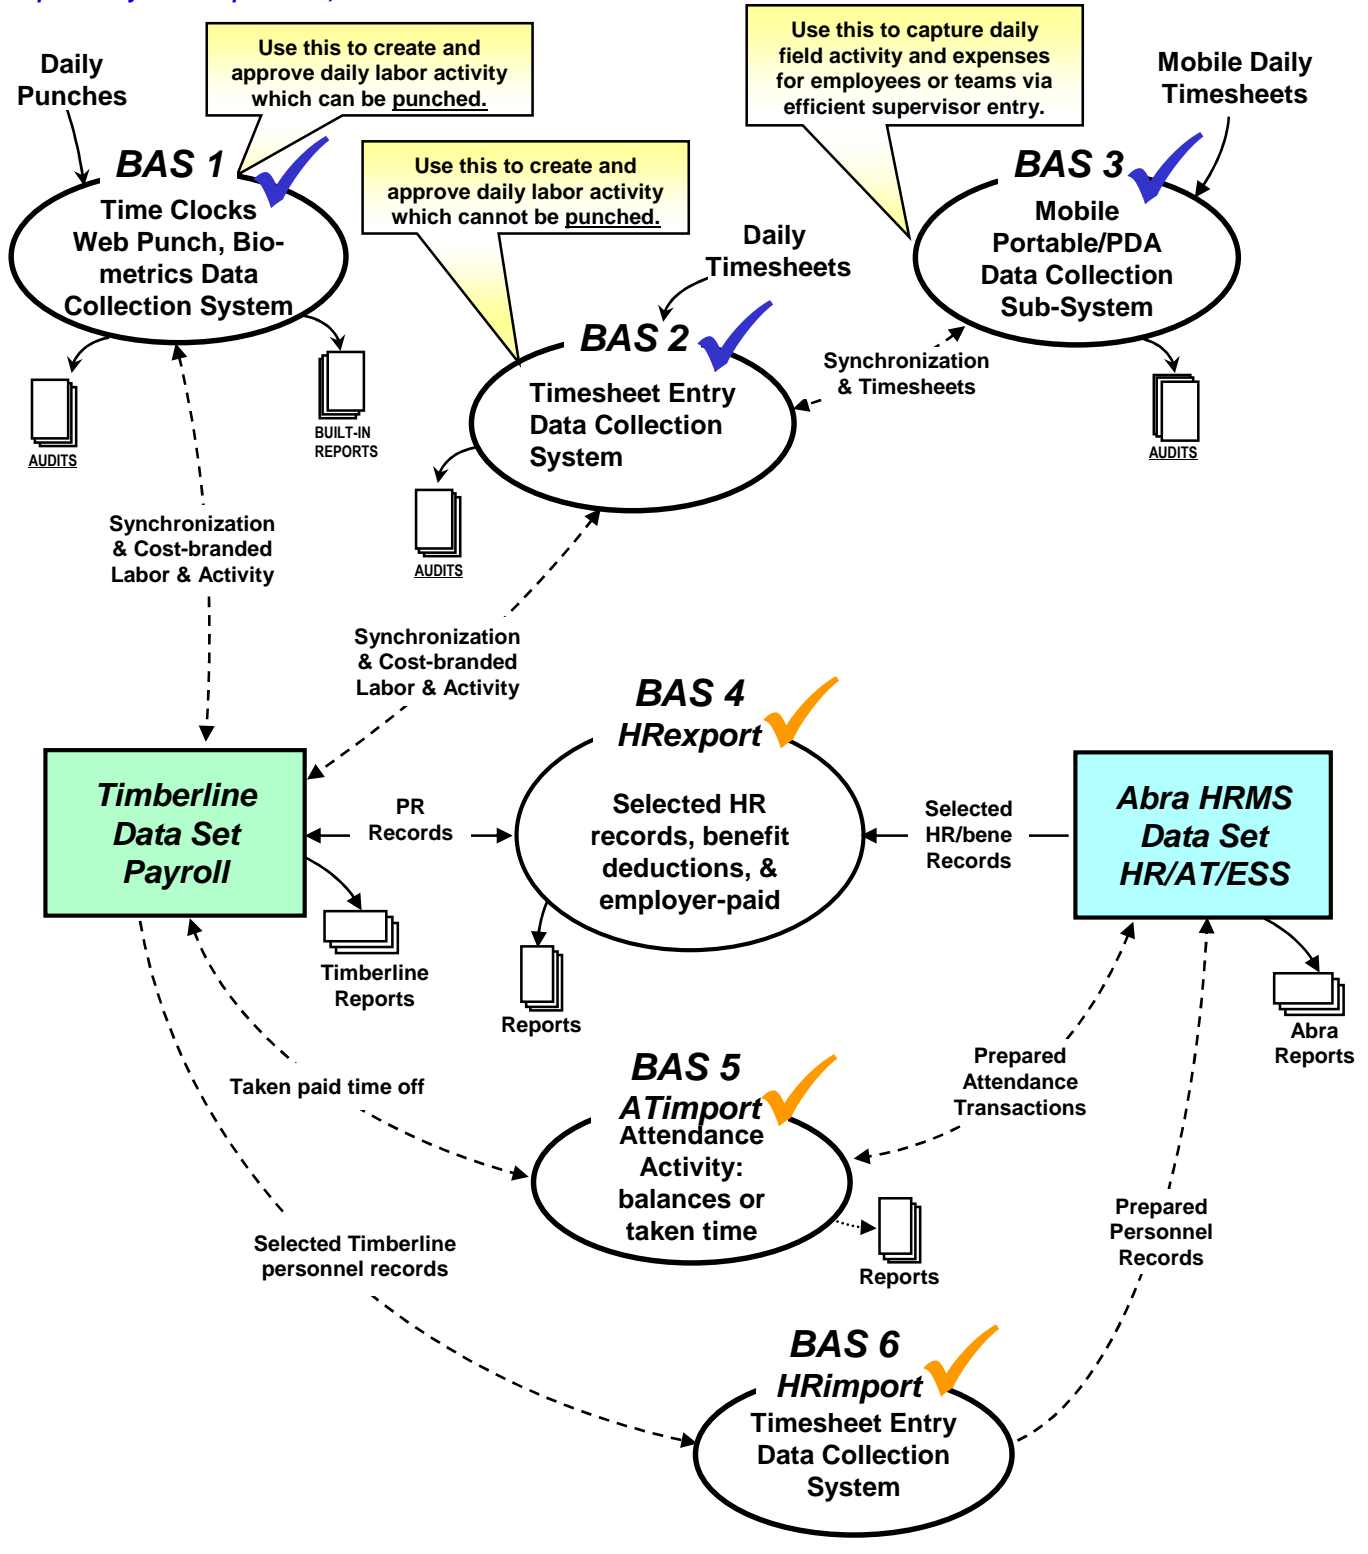 Daily
Punches
Use this to create and
approve daily labor activity
which can be punched.
Use this to capture daily
field activity and expenses
for employees or teams via
efficient supervisor entry.
Mobile Daily
Timesheets
BAS 1
Time Clocks
Web Punch, Bio-
metrics Data
Collection System
Use this to create and
approve daily labor activity
which cannot be punched.
Daily
Timesheets
BAS 3
Mobile
Portable/PDA
Data Collection
Sub-System
BAS 2
Timesheet Entry
Data Collection
System
Synchronization
& Timesheets
AUDITS
BUILT-IN
REPORTS
AUDITS
AUDITS
Synchronization
& Cost-branded
Labor & Activity
Synchronization
& Cost-branded
Labor & Activity
BAS 4
HRexport
Selected HR
records, benefit
deductions, &
employer-paid
Timberline
Data Set
Payroll
PR
Records
Selected
HR/bene
Records
Abra HRMS
Data Set
HR/AT/ESS
Timberline
Reports
Reports
Abra
Reports
Taken paid time off
BAS 5
ATimport
Attendance
Activity:
balances or
taken time
Prepared
Attendance
Transactions
Reports
Selected Timberline
personnel records
Prepared
Personnel
Records
BAS 6
HRimport
Timesheet Entry
Data Collection
System